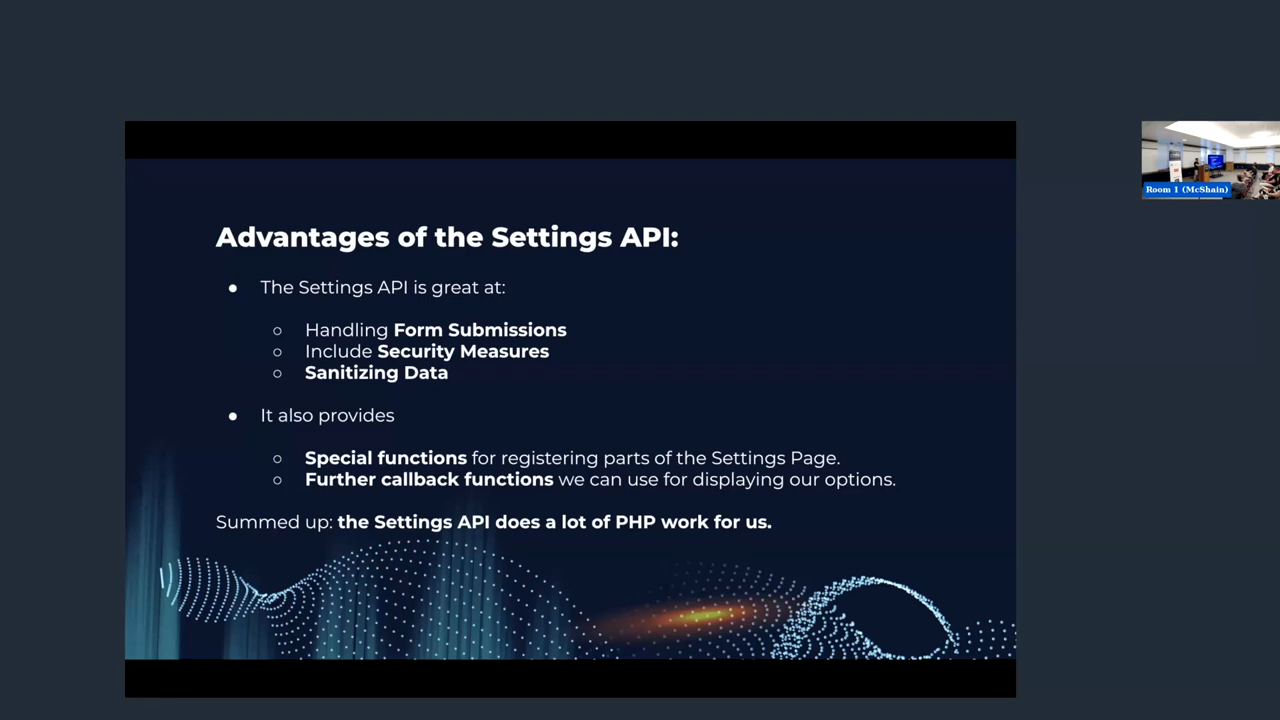 Advantages of the Settings API:
● The Settings API is great at:
○ Handling Form Submissions
○ Include Security Measures
○ Sanitizing Data
● It also provides
○ Special functions for registering parts of the Settings Page.
○ Further callback functions we can use for displaying our options.
Summed up: the Settings API does a lot of PHP work for us.
Room 1 (McShain)